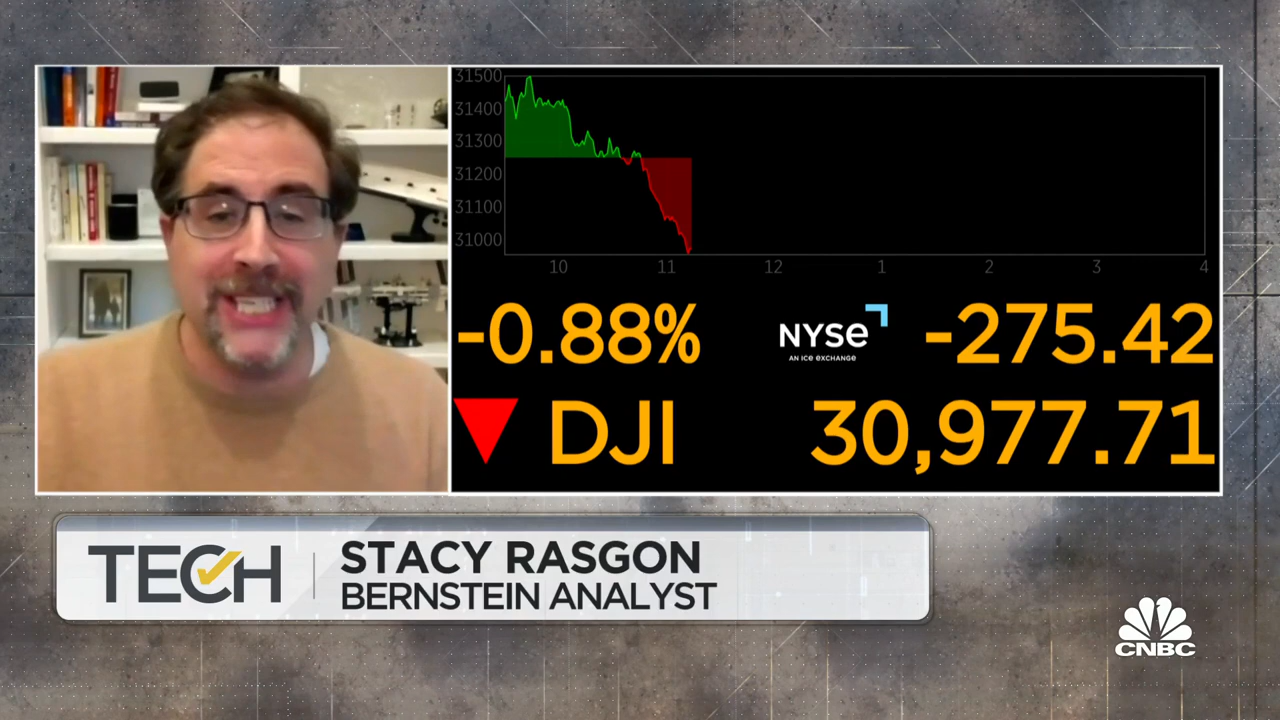 31500
31400
31300
31200
31100
31000
10 11 12 1 2 3 4
-0.88% NYSE -275.42
AN ICE EXCHANGE
DJI 30,977.71
TECH
STACY RASGON
BERNSTEIN ANALYST
CNBC